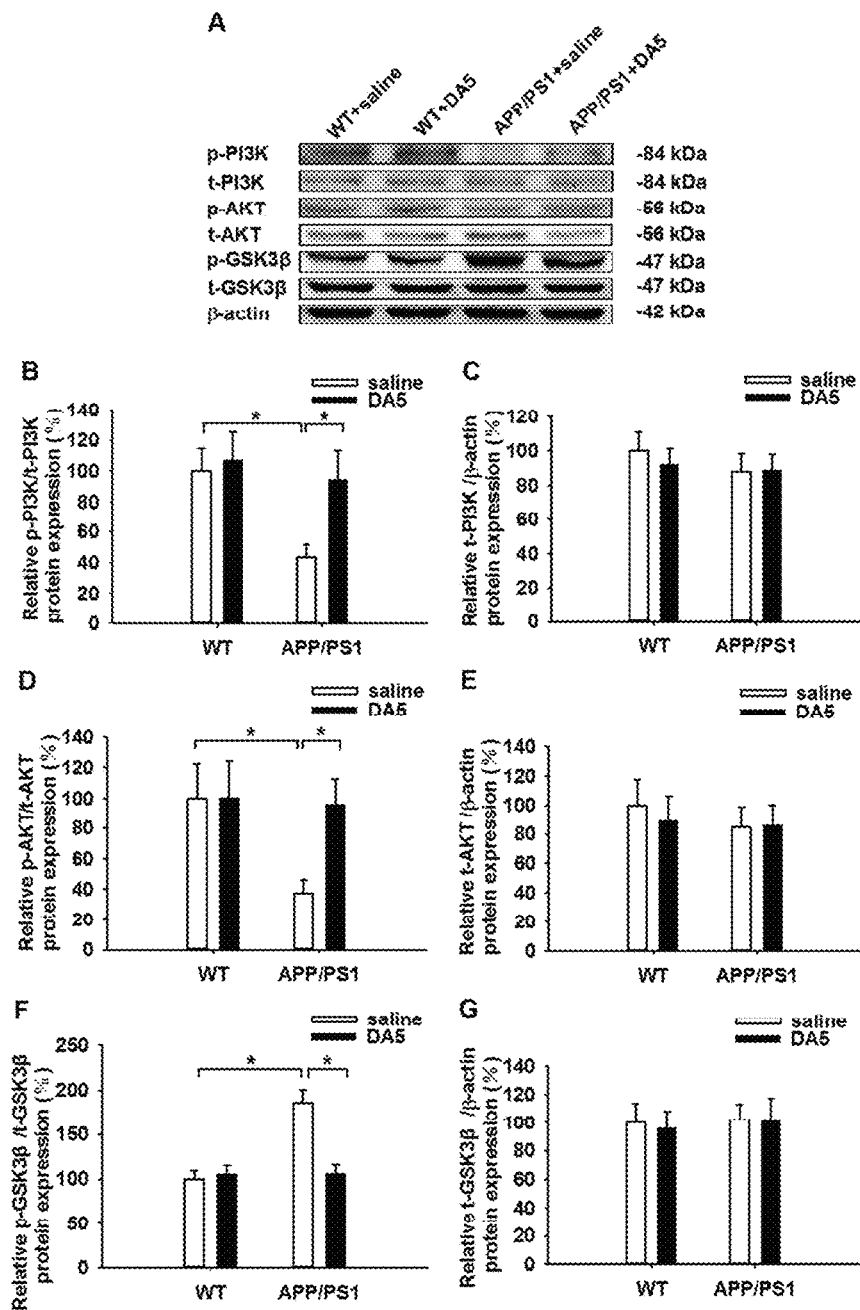 A
WT+saline
WT+DA5
APP/PS1+saline
APP/PS1+DA5
p-PI3K -84 kDa
t-PI3K -84 kDa
p-AKT -56 kDa
t-AKT -56 kDa
p-GSK3β -47 kDa
t-GSK3β -47 kDa
β-actin -42 kDa
B
saline
DA5
Relative p-PI3K/t-PI3K
protein expression (%)
140
120
100
80
60
40
20
0
* *
WT APP/PS1
C
saline
DA5
Relative t-PI3K /β-actin
protein expression (%)
120
100
80
60
40
20
0
WT APP/PS1
D
saline
DA5
Relative p-AKT/t-AKT
protein expression (%)
140
120
100
80
60
40
20
0
* *
WT APP/PS1
E
saline
DA5
Relative t-AKT /β-actin
protein expression (%)
140
120
100
80
60
40
20
0
WT APP/PS1
F
saline
DA5
Relative p-GSK3β /t-GSK3β
protein expression (%)
250
200
150
100
50
0
* *
WT APP/PS1
G
saline
DA5
Relative t-GSK3β /β-actin
protein expression (%)
140
120
100
80
60
40
20
0
WT APP/PS1